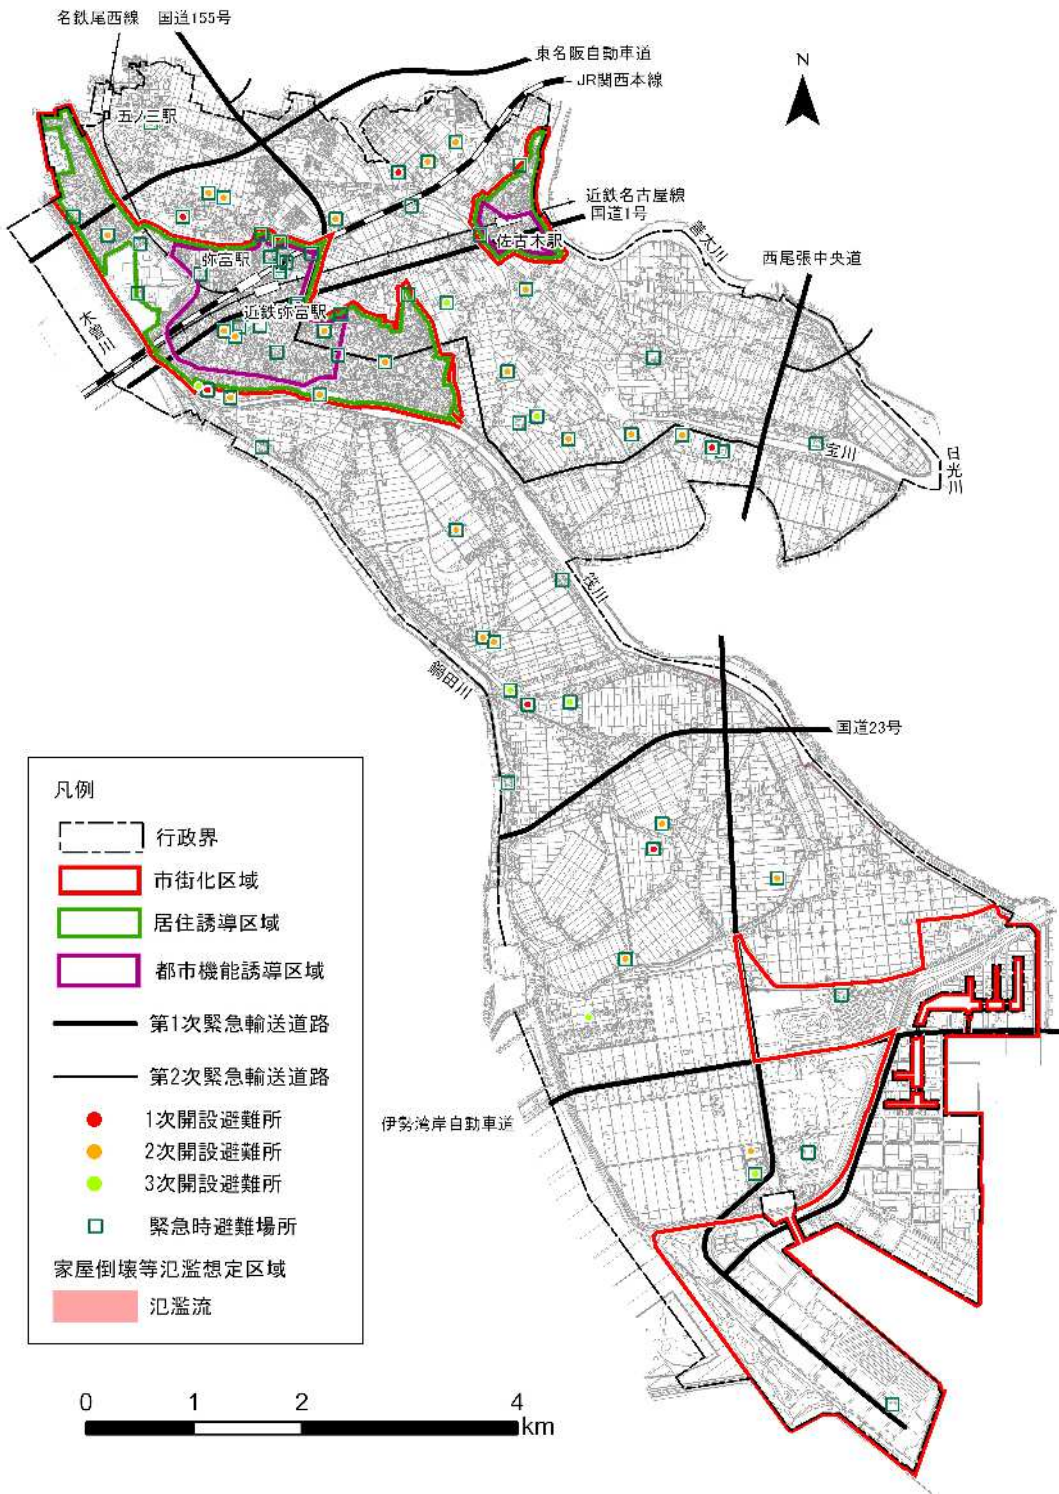 名鉄尾西線 国道155号
東名阪自動車道
JR関西本線
N
五ノ三駅
近鉄名古屋線
国道1号
佐古木駅
善太川
西尾張中央道
弥富駅
近鉄弥富駅
木曽川
宝川
日光川
筏川
鍋田川
国道23号
凡例
行政界
市街化区域
居住誘導区域
都市機能誘導区域
第1次緊急輸送道路
第2次緊急輸送道路
1次開設避難所
2次開設避難所
3次開設避難所
緊急時避難場所
家屋倒壊等氾濫想定区域
氾濫流
伊勢湾岸自動車道
0 1 2 4
km